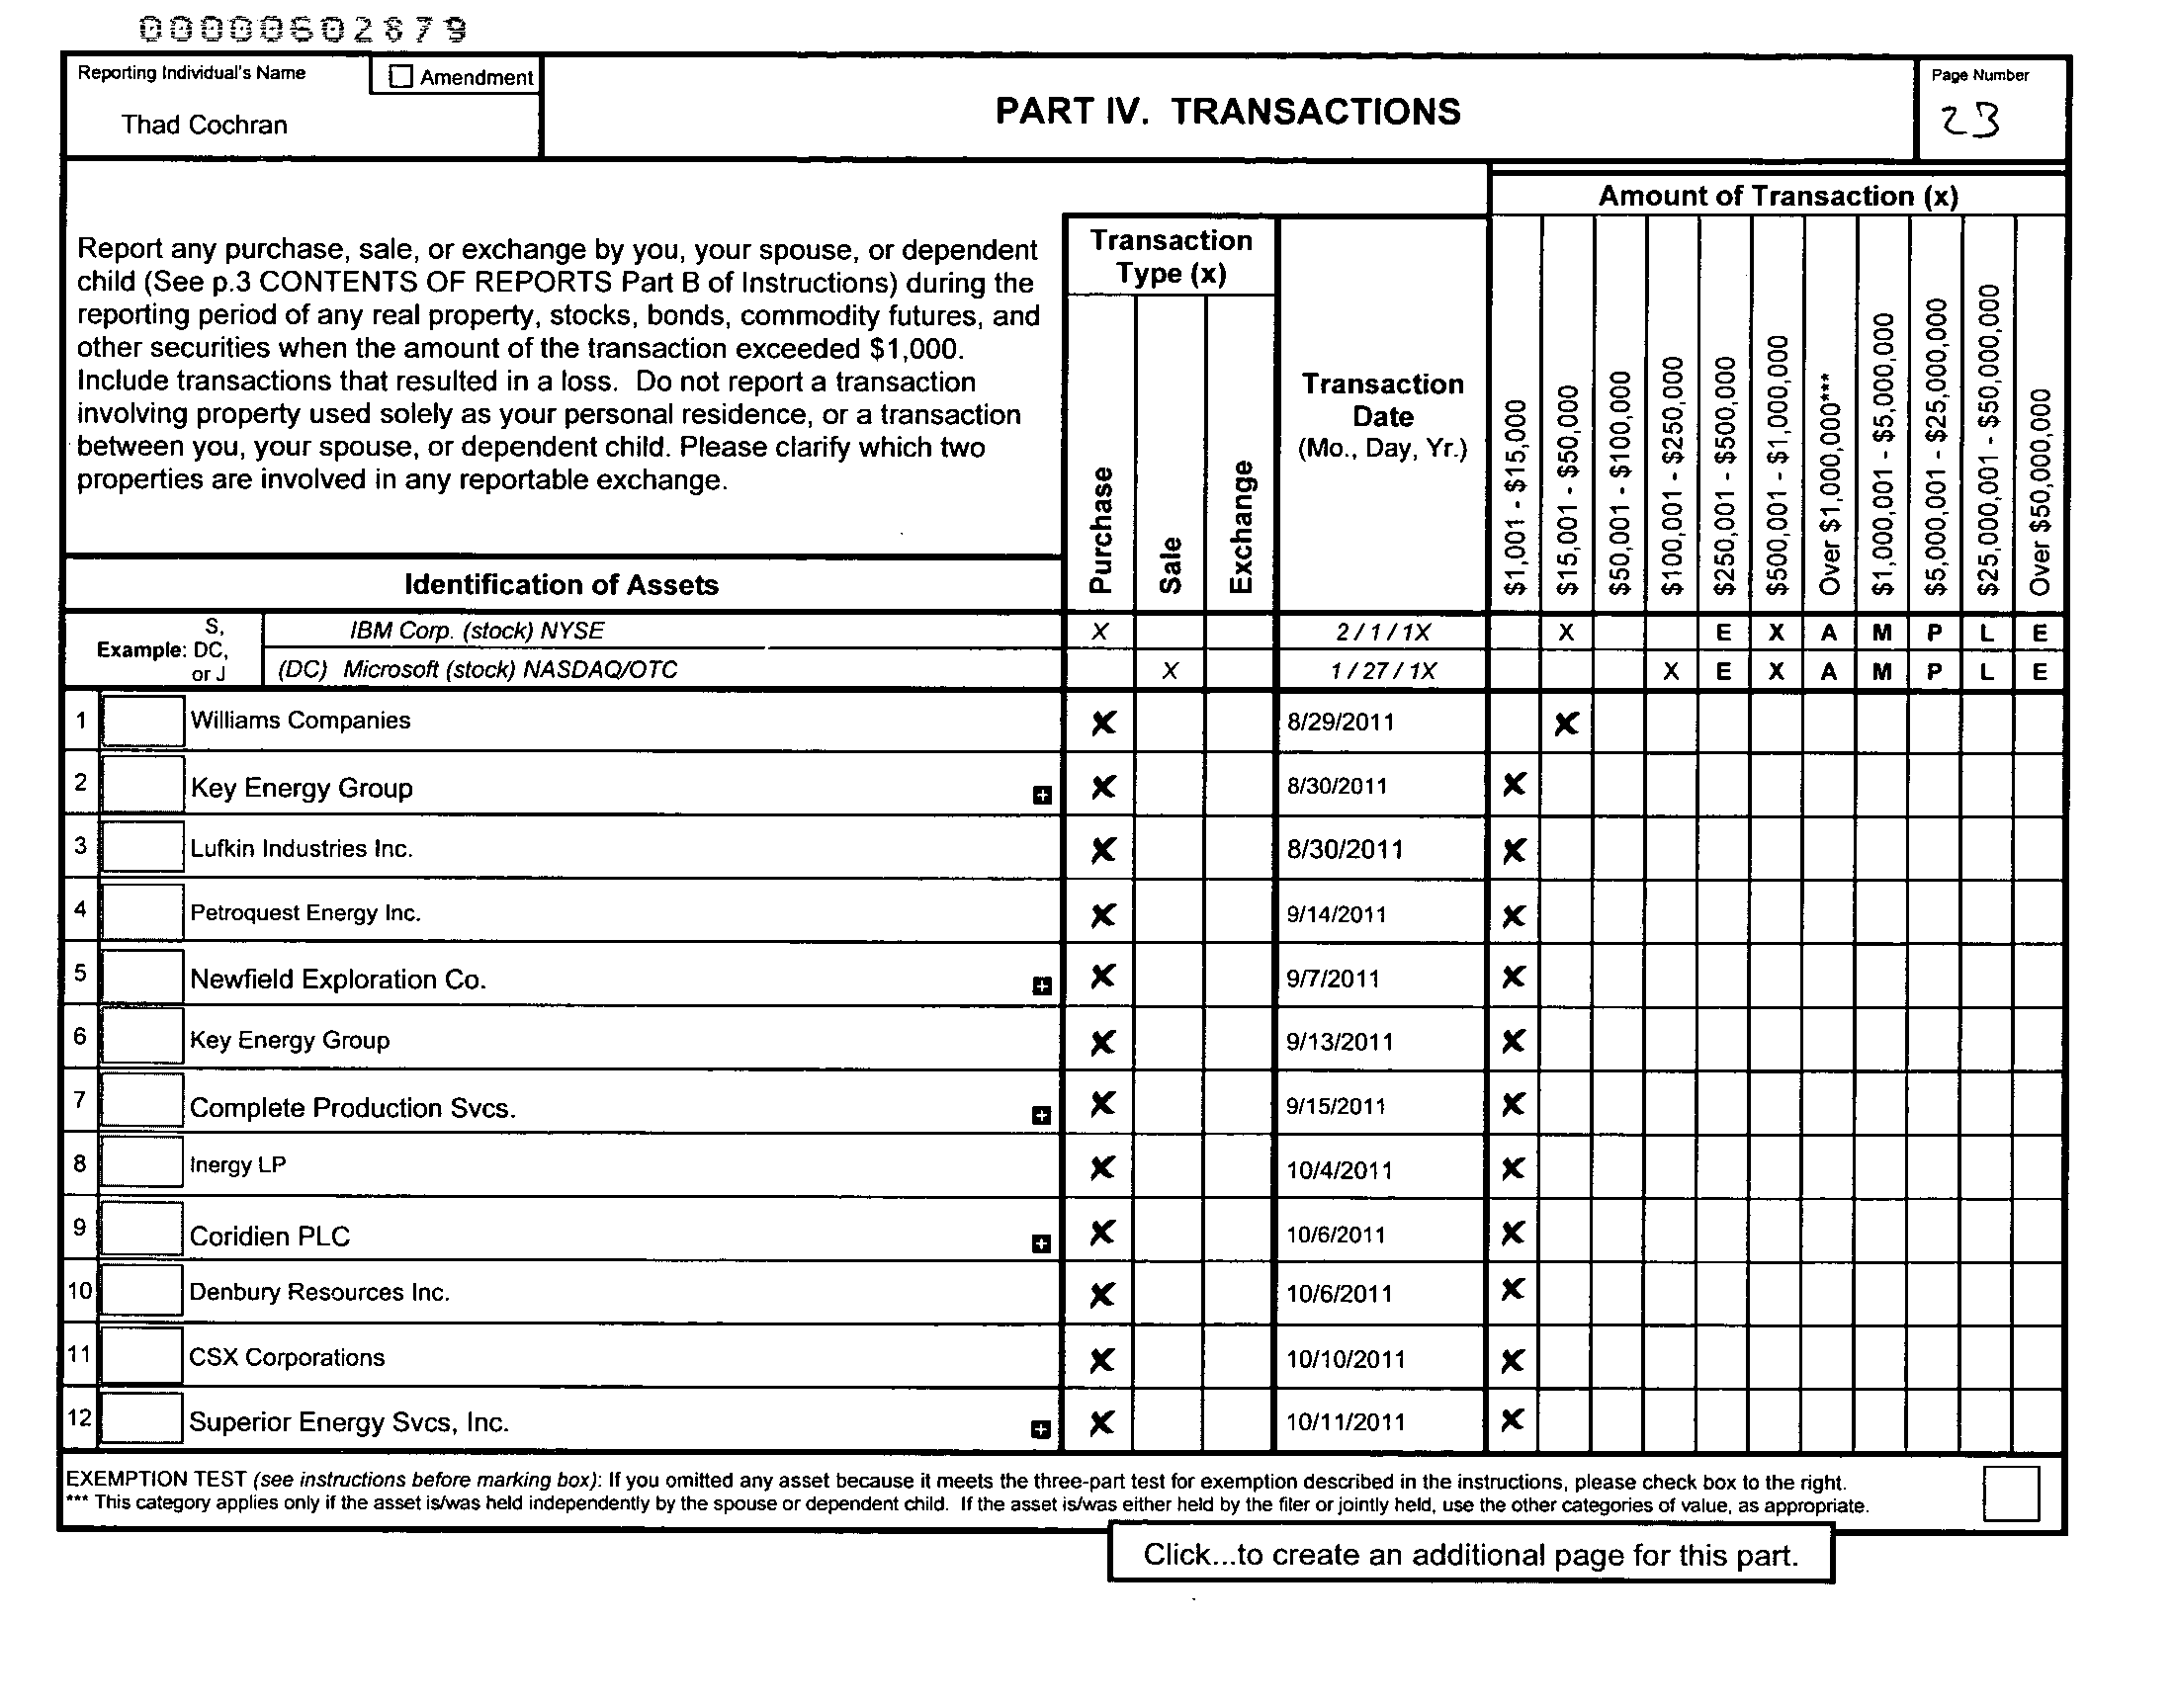 00000602879
Reporting Individual's Name
Amendment
Thad Cochran
PART IV. TRANSACTIONS
Page Number
23
Report any purchase, sale, or exchange by you, your spouse, or dependent
child (See p.3 CONTENTS OF REPORTS Part B of Instructions) during the
reporting period of any real property, stocks, bonds, commodity futures, and
other securities when the amount of the transaction exceeded $1,000.
Include transactions that resulted in a loss. Do not report a transaction
involving property used solely as your personal residence, or a transaction
between you, your spouse, or dependent child. Please clarify which two
properties are involved in any reportable exchange.
Identification of Assets
Transaction
Type (x)
Purchase
Sale
Exchange
Transaction
Date
(Mo., Day, Yr.)
Amount of Transaction (x)
$1,001 - $15,000
$15,001 - $50,000
$50,001 - $100,000
$100,001 - $250,000
$250,001 - $500,000
$500,001 - $1,000,000
Over $1,000,000***
$1,000,001 - $5,000,000
$5,000,001 - $25,000,000
$25,000,001 - $50,000,000
Over $50,000,000
Example: S, DC, or J
IBM Corp. (stock) NYSE X 2 / 1 / 1X X E X A M P L E
(DC) Microsoft (stock) NASDAQ/OTC X 1 / 27 / 1X X E X A M P L E
1 Williams Companies X 8/29/2011 X
2 Key Energy Group + X 8/30/2011 X
3 Lufkin Industries Inc. X 8/30/2011 X
4 Petroquest Energy Inc. X 9/14/2011 X
5 Newfield Exploration Co. + X 9/7/2011 X
6 Key Energy Group X 9/13/2011 X
7 Complete Production Svcs. + X 9/15/2011 X
8 Inergy LP X 10/4/2011 X
9 Coridien PLC + X 10/6/2011 X
10 Denbury Resources Inc. X 10/6/2011 X
11 CSX Corporations X 10/10/2011 X
12 Superior Energy Svcs, Inc. + X 10/11/2011 X
EXEMPTION TEST (see instructions before marking box): If you omitted any asset because it meets the three-part test for exemption described in the instructions, please check box to the right.
*** This category applies only if the asset is/was held independently by the spouse or dependent child. If the asset is/was either held by the filer or jointly held, use the other categories of value, as appropriate.
Click...to create an additional page for this part.